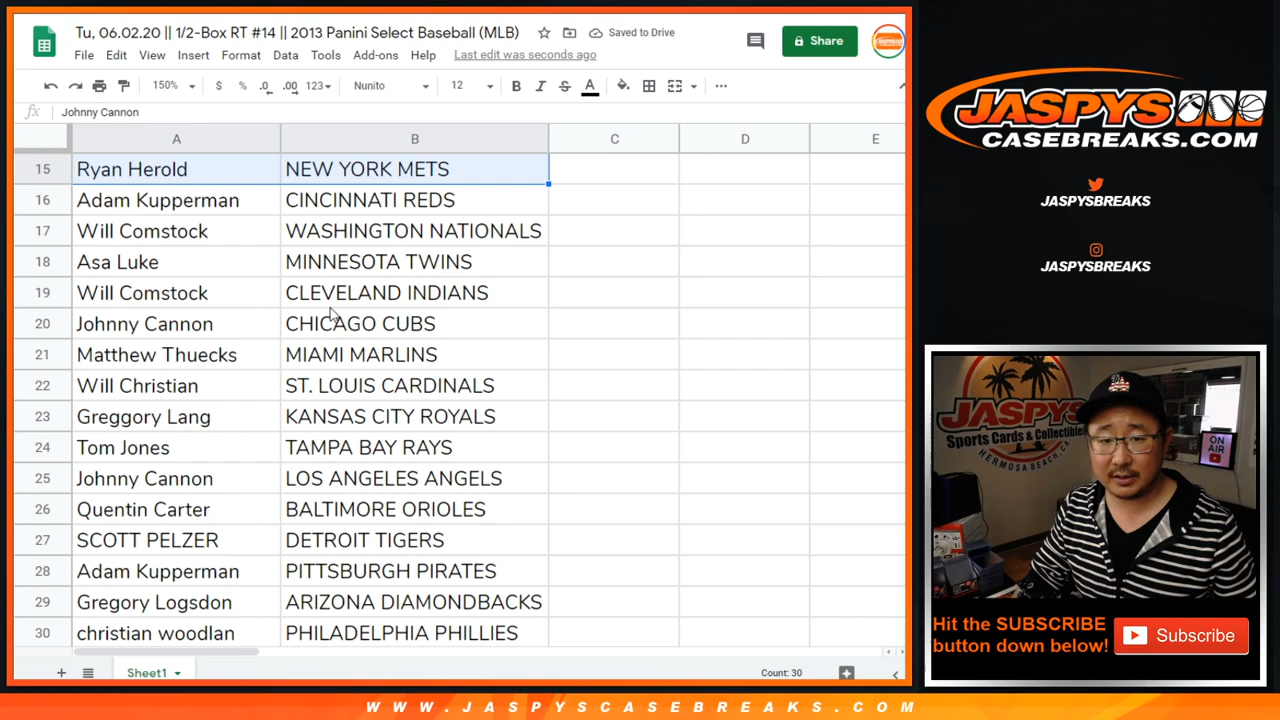 Tu, 06.02.20 || 1/2-Box RT #14 || 2013 Panini Select Baseball (MLB) Saved to Drive
File Edit View Insert Format Data Tools Add-ons Help Last edit was seconds ago
Share
150% $ % .0 .00 123 Nunito 12 B I S A
fx Johnny Cannon
A B C D E
15 Ryan Herold NEW YORK METS
16 Adam Kupperman CINCINNATI REDS
17 Will Comstock WASHINGTON NATIONALS
18 Asa Luke MINNESOTA TWINS
19 Will Comstock CLEVELAND INDIANS
20 Johnny Cannon CHICAGO CUBS
21 Matthew Thuecks MIAMI MARLINS
22 Will Christian ST. LOUIS CARDINALS
23 Greggory Lang KANSAS CITY ROYALS
24 Tom Jones TAMPA BAY RAYS
25 Johnny Cannon LOS ANGELES ANGELS
26 Quentin Carter BALTIMORE ORIOLES
27 SCOTT PELZER DETROIT TIGERS
28 Adam Kupperman PITTSBURGH PIRATES
29 Gregory Logsdon ARIZONA DIAMONDBACKS
30 christian woodlan PHILADELPHIA PHILLIES
Sheet1 Count: 30
JASPYS
CASEBREAKS.COM
JASPYSBREAKS
JASPYSBREAKS
JASPYS
Sports Cards & Collectibles
HERMOSA BEACH, CA
ON AIR
Hit the SUBSCRIBE
button down below!
Subscribe
WWW.JASPYSCASEBREAKS.COM